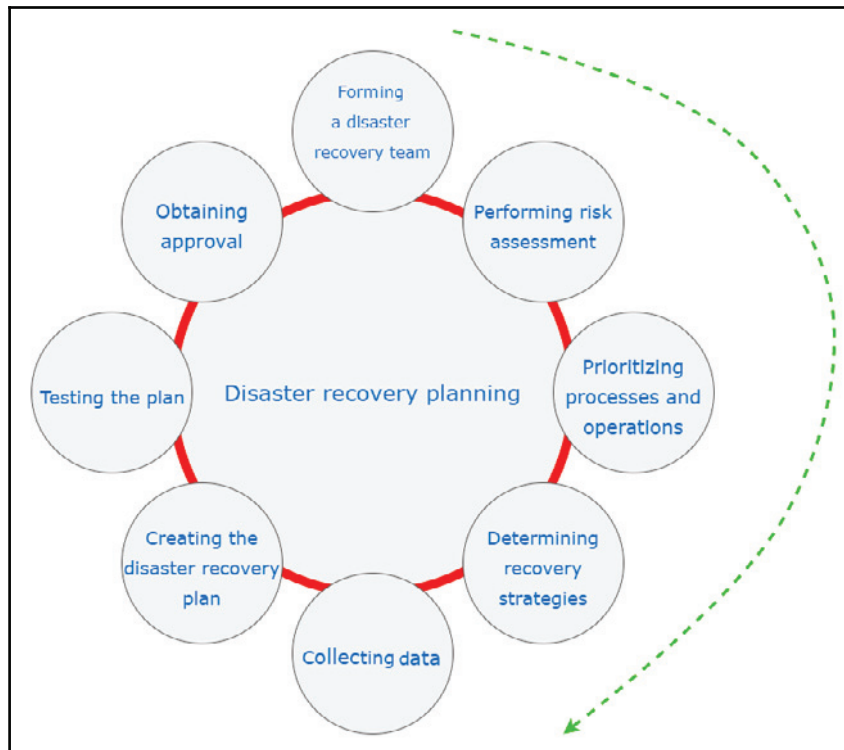 Forming
a disaster
recovery team
Performing risk
assessment
Prioritizing
processes and
operations
Determining
recovery
strategies
Collecting data
Creating the
disaster recovery
plan
Testing the plan
Obtaining
approval
Disaster recovery planning